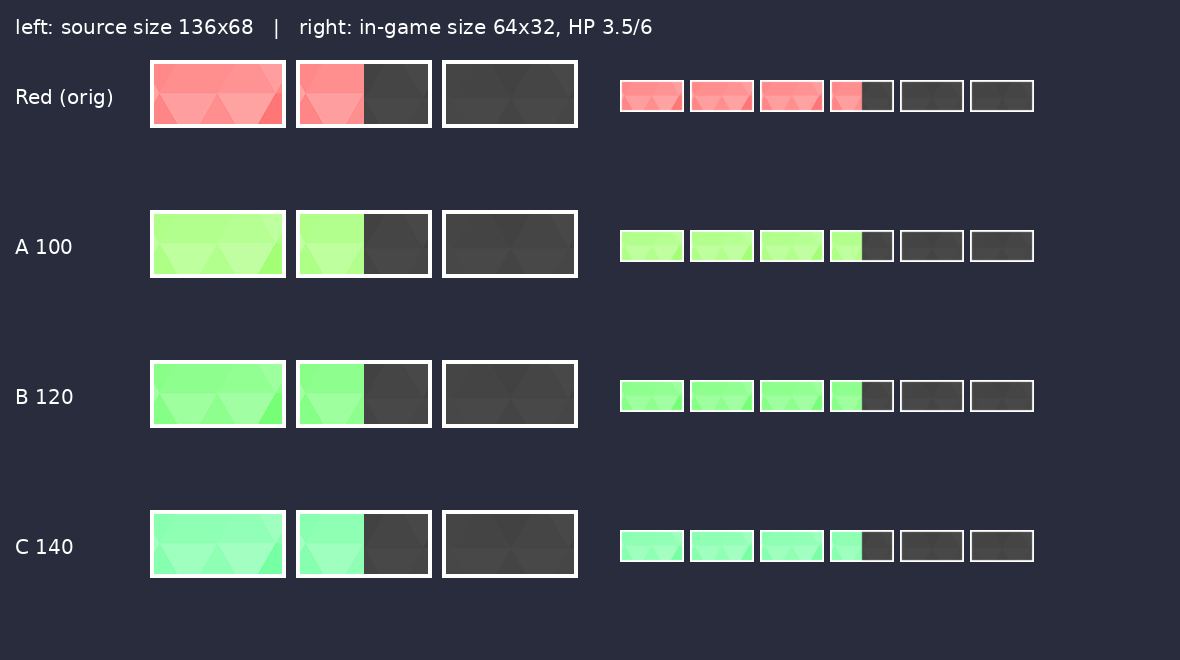 left: source size 136x68 | right: in-game size 64x32, HP 3.5/6
Red (orig)
A 100
B 120
C 140